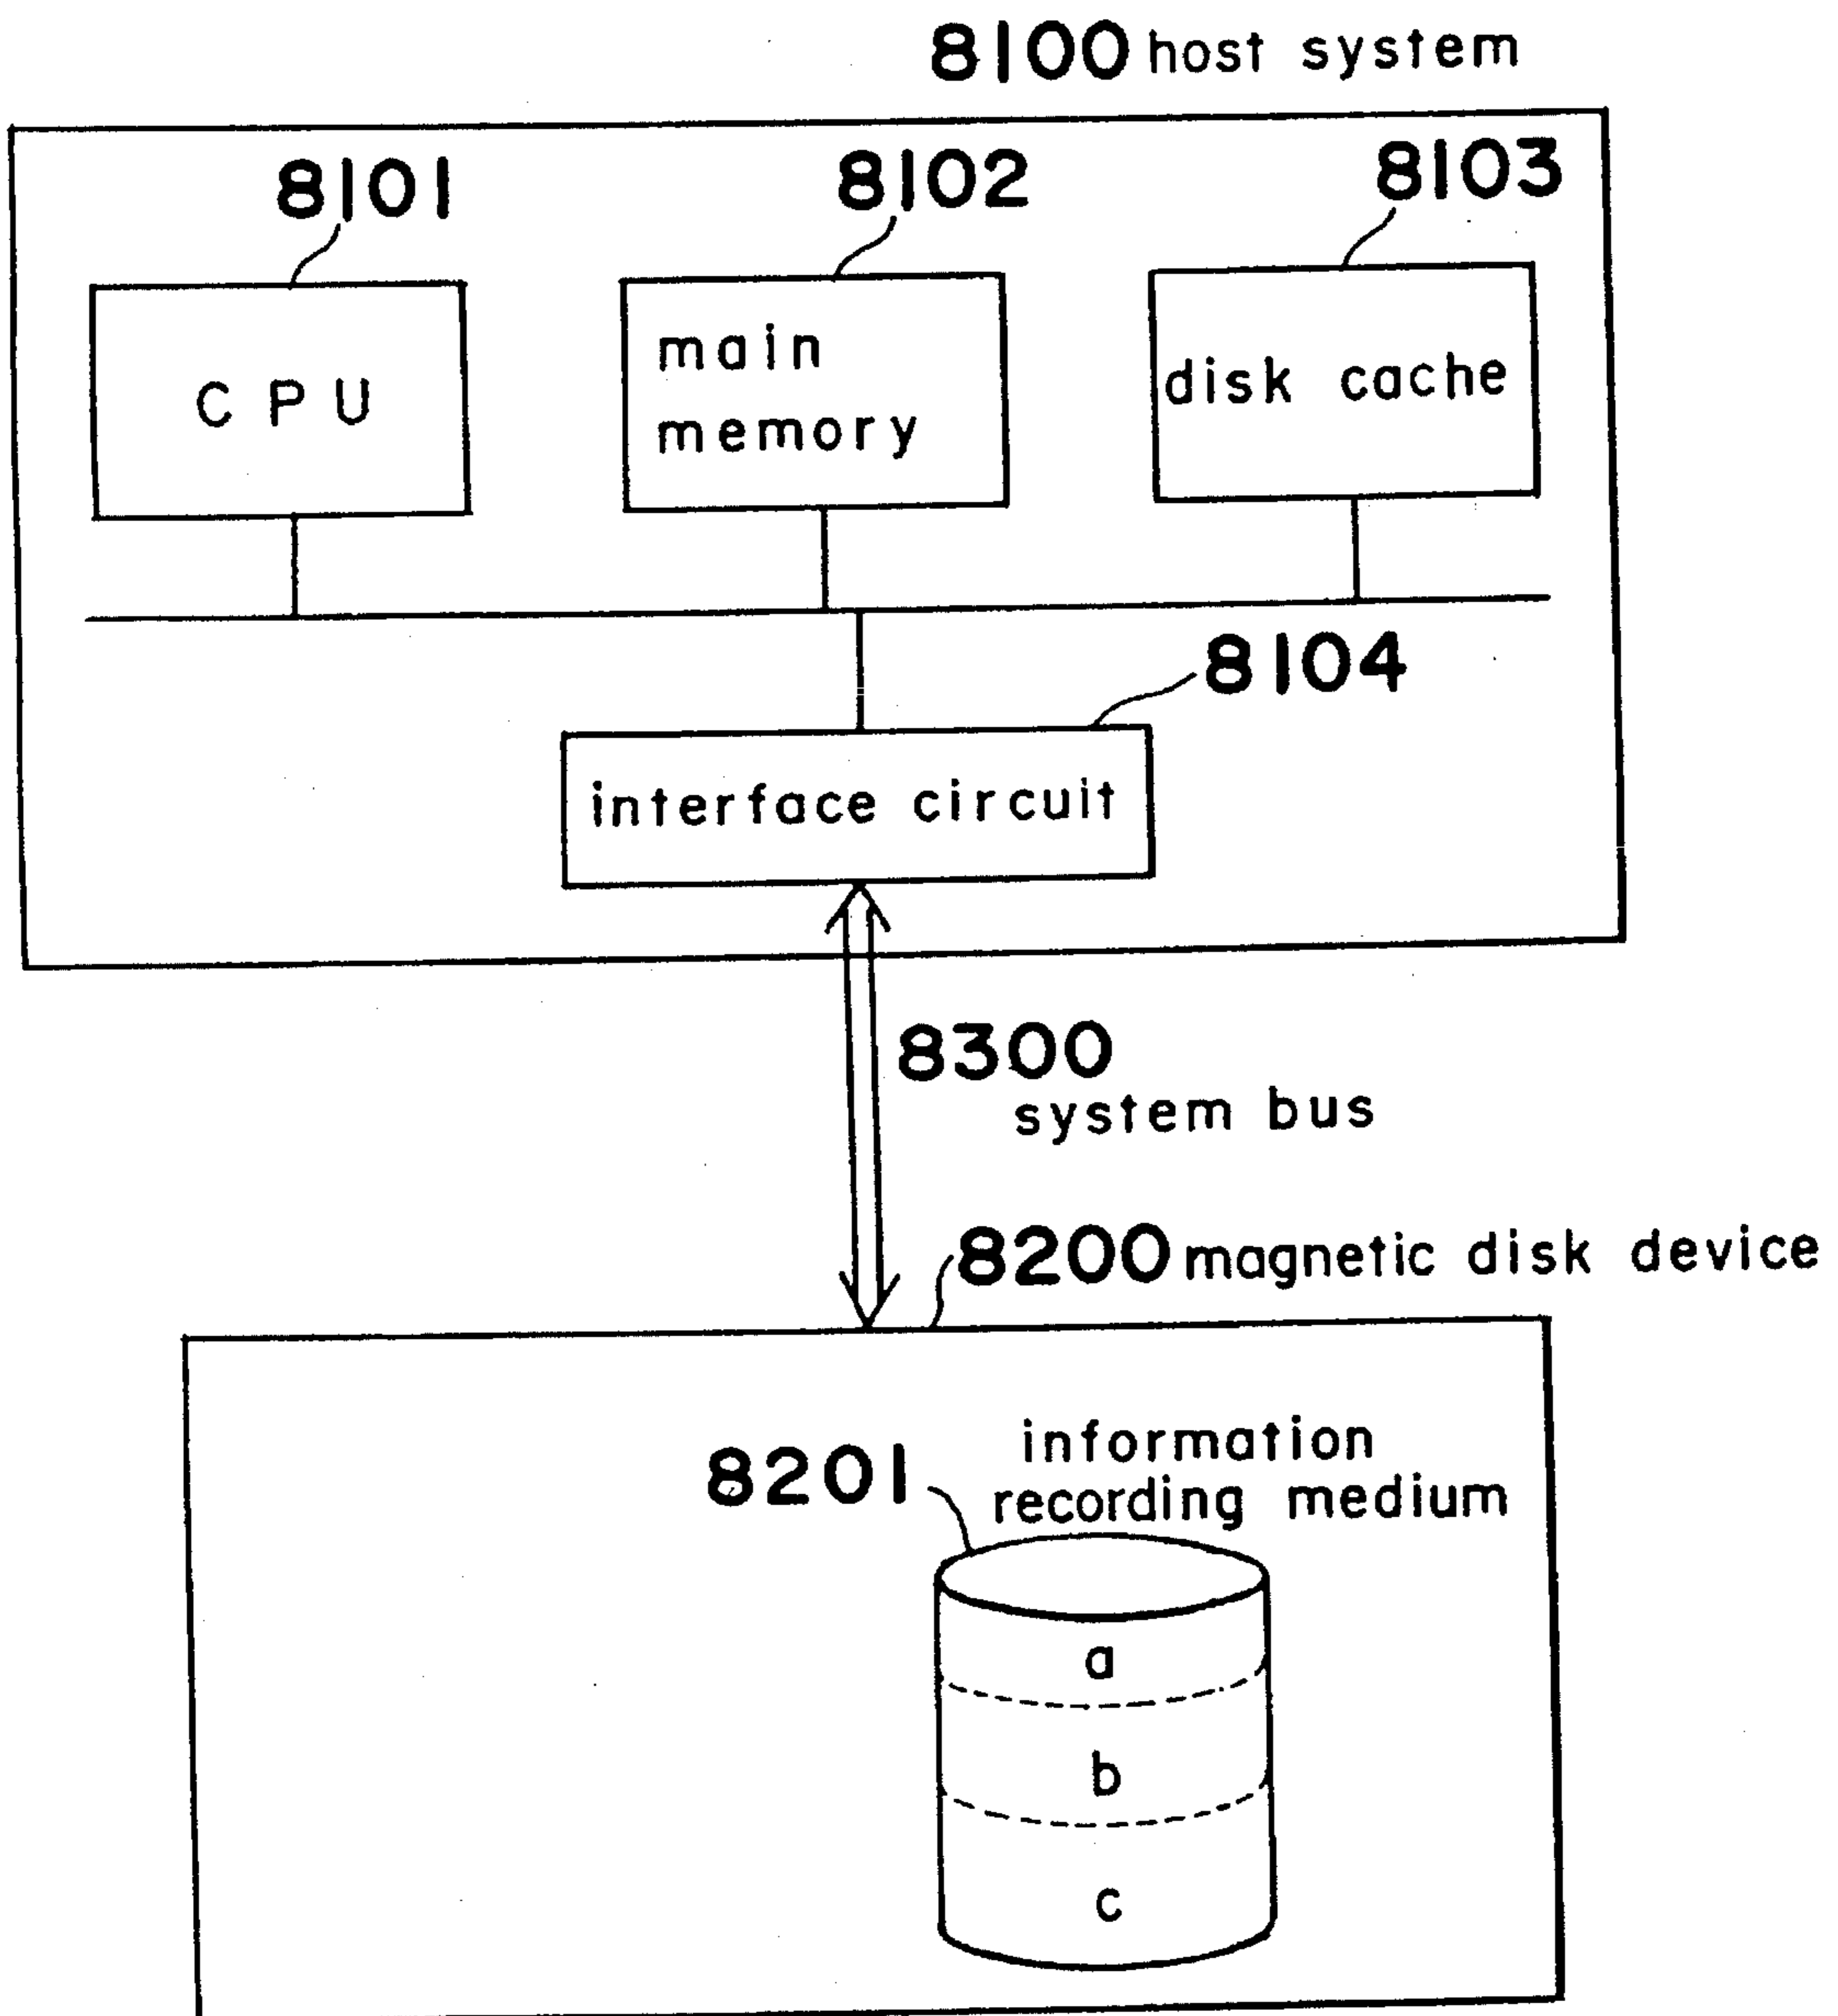 8100 host system
8101
8102
8103
CPU
main
memory
disk cache
8104
interface circuit
8300
system bus
8200 magnetic disk device
8201
information
recording medium
a
b
c